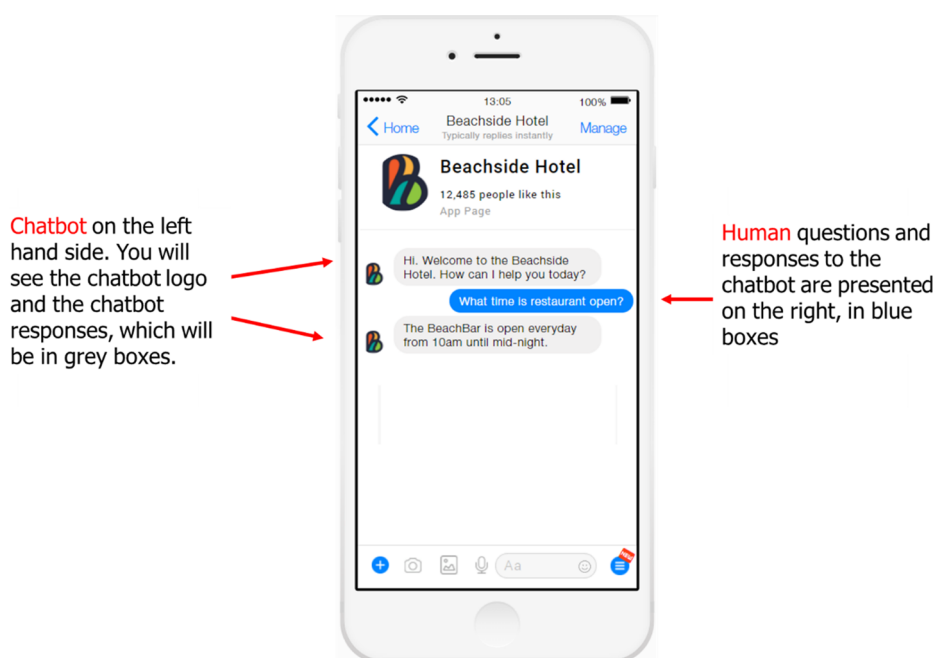 13:05
100%
Home
Beachside Hotel
Typically replies instantly
Manage
Beachside Hotel
12,485 people like this
App Page
Chatbot on the left
hand side. You will
see the chatbot logo
and the chatbot
responses, which will
be in grey boxes.
Hi. Welcome to the Beachside
Hotel. How can I help you today?
What time is restaurant open?
The BeachBar is open everyday
from 10am until mid-night.
Human questions and
responses to the
chatbot are presented
on the right, in blue
boxes
Aa
NEW